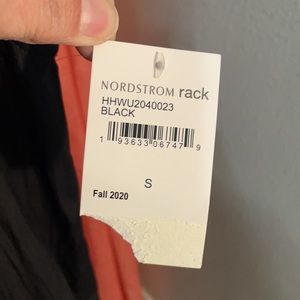 NORDSTROM rack
HHWU2040023
BLACK
1 93633 06747 9
S
Fall 2020